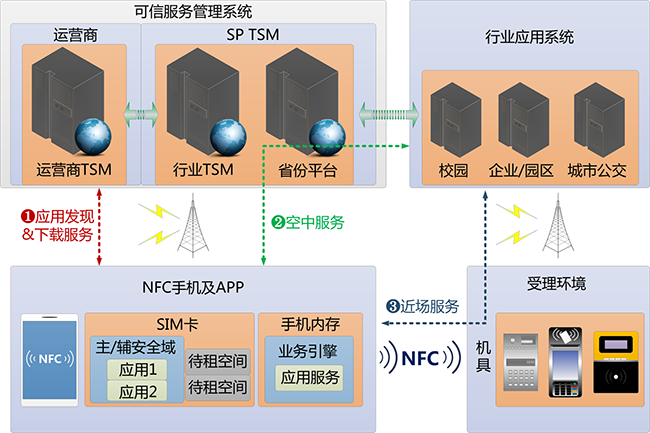 可信服务管理系统
运营商
SP TSM
行业应用系统
运营商TSM
行业TSM
省份平台
校园
企业/园区
城市公交
❶应用发现
&下载服务
❷空中服务
❸近场服务
NFC手机及APP
SIM卡
主/辅安全域
应用1
应用2
待租空间
待租空间
手机内存
业务引擎
应用服务
NFC
NFC
受理环境
机
具